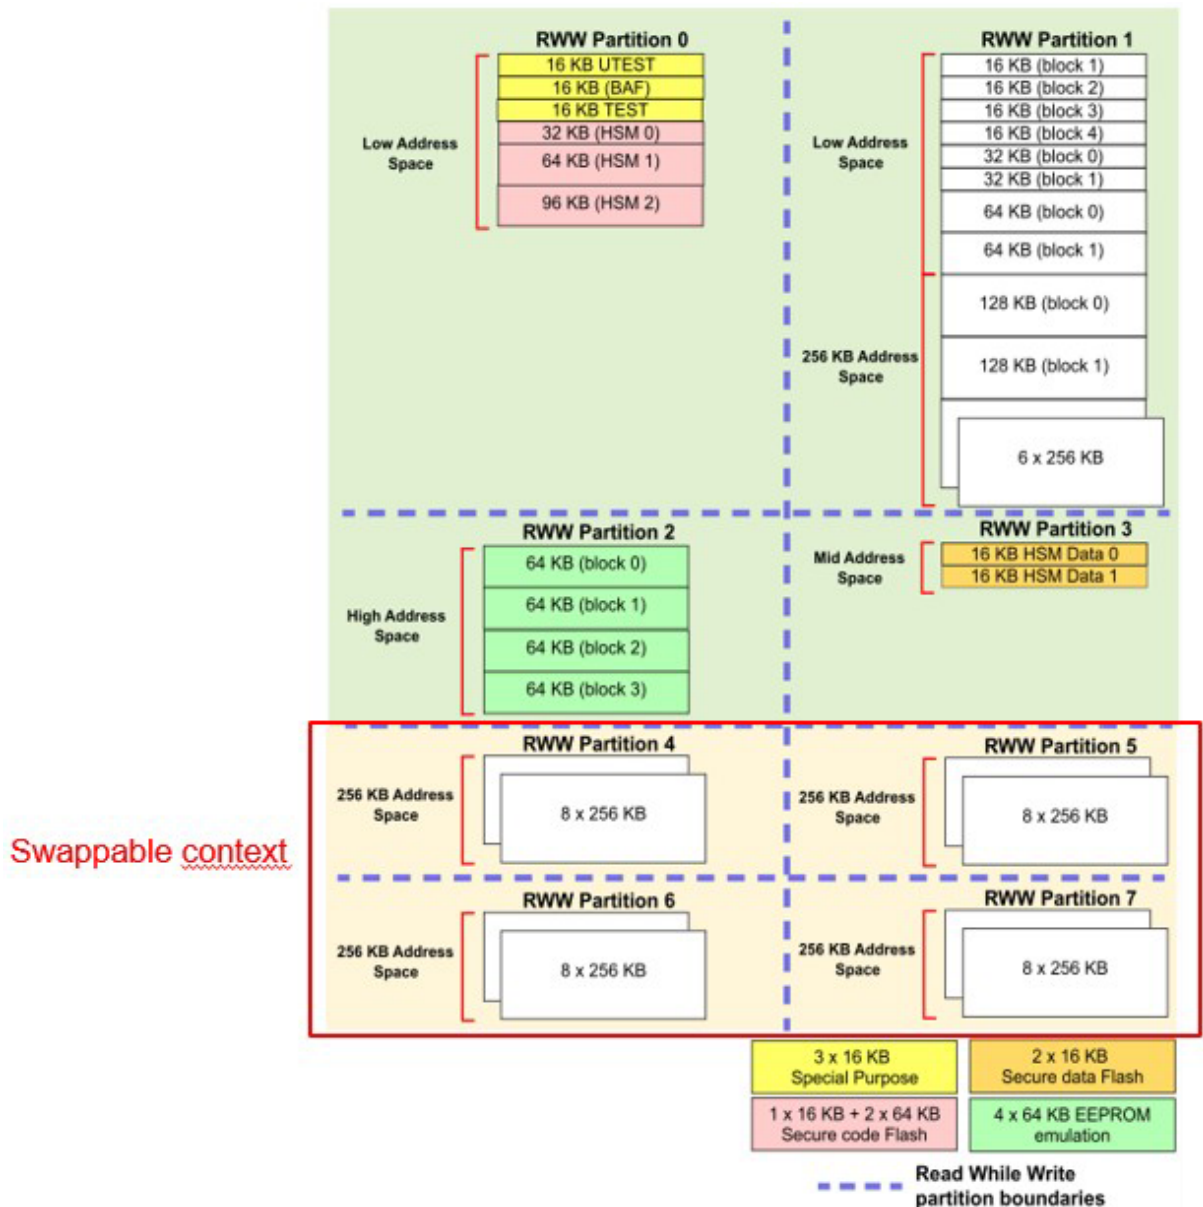 RWW Partition 0
16 KB UTEST
16 KB (BAF)
16 KB TEST
32 KB (HSM 0)
64 KB (HSM 1)
96 KB (HSM 2)
Low Address
Space
RWW Partition 1
16 KB (block 1)
16 KB (block 2)
16 KB (block 3)
16 KB (block 4)
32 KB (block 0)
32 KB (block 1)
64 KB (block 0)
64 KB (block 1)
Low Address
Space
128 KB (block 0)
128 KB (block 1)
6 x 256 KB
256 KB Address
Space
RWW Partition 2
64 KB (block 0)
64 KB (block 1)
64 KB (block 2)
64 KB (block 3)
High Address
Space
RWW Partition 3
16 KB HSM Data 0
16 KB HSM Data 1
Mid Address
Space
Swappable context
RWW Partition 4
256 KB Address
Space
8 x 256 KB
RWW Partition 5
256 KB Address
Space
8 x 256 KB
RWW Partition 6
256 KB Address
Space
8 x 256 KB
RWW Partition 7
256 KB Address
Space
8 x 256 KB
3 x 16 KB
Special Purpose
2 x 16 KB
Secure data Flash
1 x 16 KB + 2 x 64 KB
Secure code Flash
4 x 64 KB EEPROM
emulation
Read While Write
partition boundaries